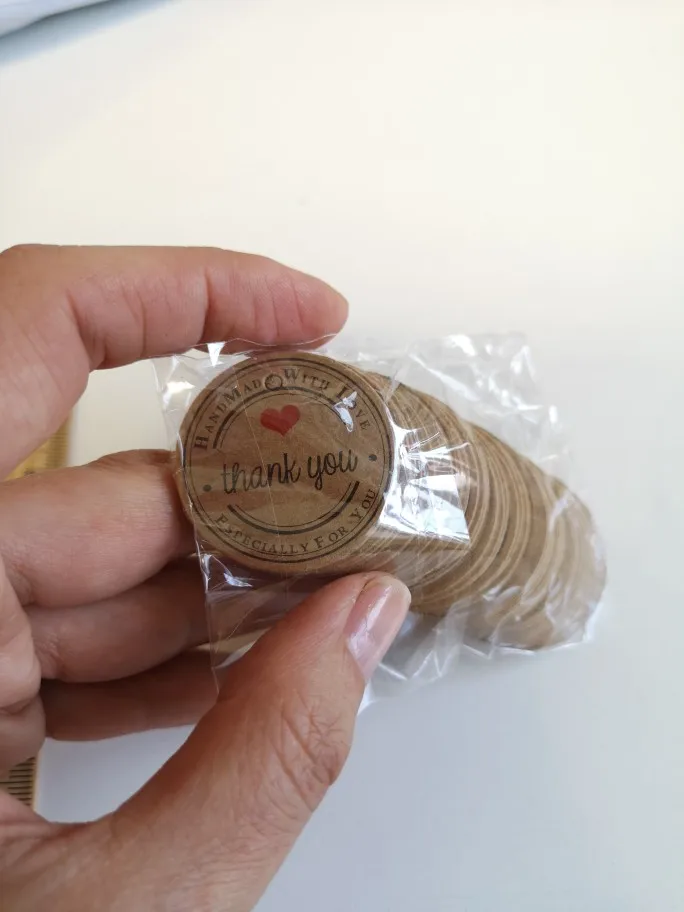 HANDMADE WITH LOVE
thank you
ESPECIALLY FOR YOU